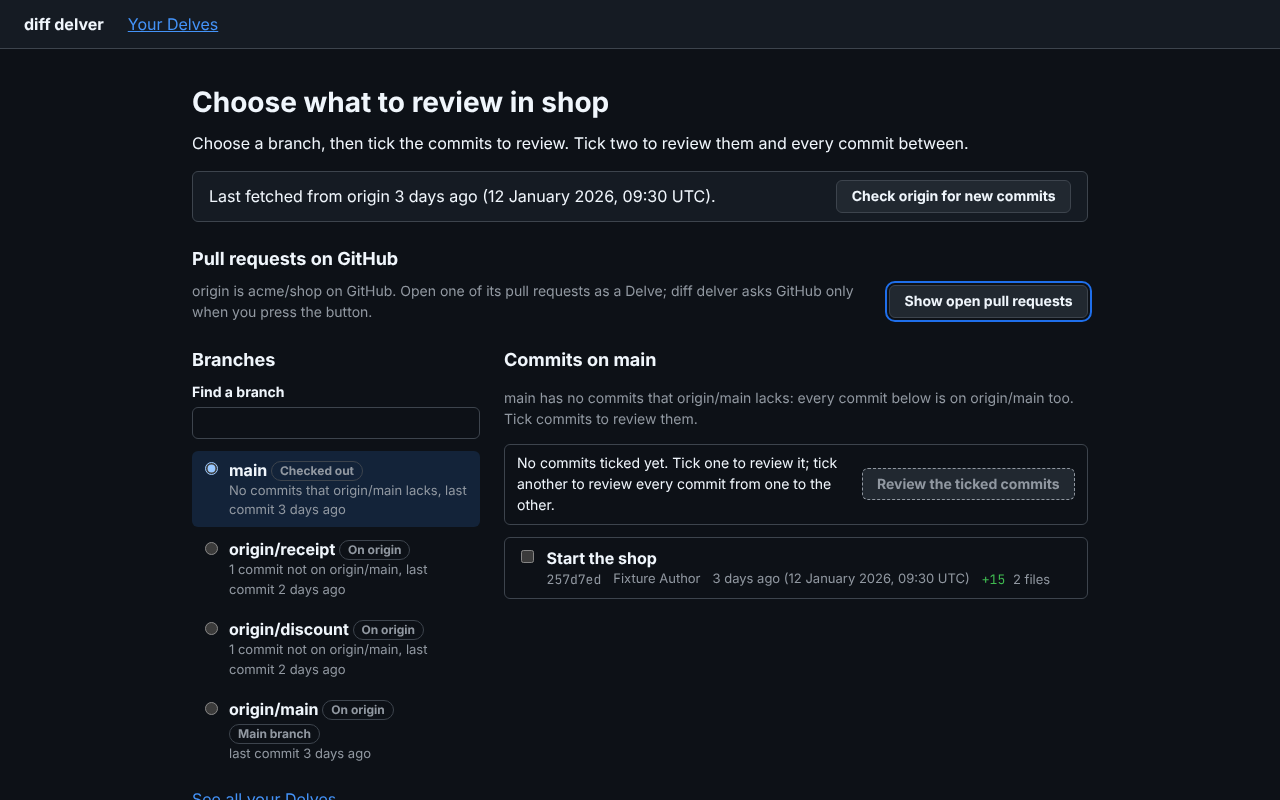 diff delver
Your Delves
Choose what to review in shop
Choose a branch, then tick the commits to review. Tick two to review them and every commit between.
Last fetched from origin 3 days ago (12 January 2026, 09:30 UTC).
Check origin for new commits
Pull requests on GitHub
origin is acme/shop on GitHub. Open one of its pull requests as a Delve; diff delver asks GitHub only
when you press the button.
Show open pull requests
Branches
Find a branch
main Checked out
No commits that origin/main lacks, last
commit 3 days ago
origin/receipt On origin
1 commit not on origin/main, last
commit 2 days ago
origin/discount On origin
1 commit not on origin/main, last
commit 2 days ago
origin/main On origin
Main branch
last commit 3 days ago
See all your Delves
Commits on main
main has no commits that origin/main lacks: every commit below is on origin/main too.
Tick commits to review them.
No commits ticked yet. Tick one to review it; tick
another to review every commit from one to the
other.
Review the ticked commits
Start the shop
257d7ed Fixture Author 3 days ago (12 January 2026, 09:30 UTC) +15 2 files